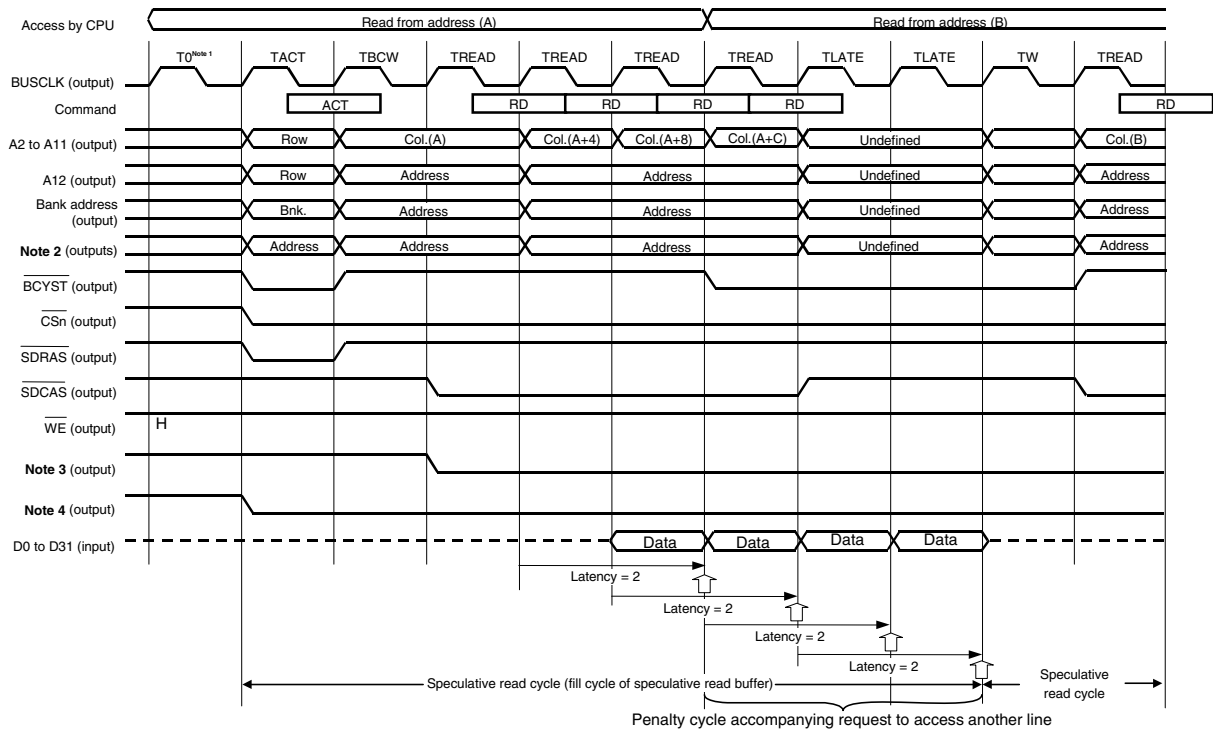 Access by CPU Read from address (A) Read from address (B)
T0Note 1 TACT TBCW TREAD TREAD TREAD TREAD TLATE TLATE TW TREAD
BUSCLK (output)
Command ACT RD RD RD RD RD
A2 to A11 (output) Row Col.(A) Col.(A+4) Col.(A+8) Col.(A+C) Undefined Col.(B)
A12 (output) Row Address Address Undefined Address
Bank address
(output) Bnk. Address Address Undefined Address
Note 2 (outputs) Address Address Address Undefined Address
BCYST (output)
CSn (output)
SDRAS (output)
SDCAS (output)
WE (output) H
Note 3 (output)
Note 4 (output)
D0 to D31 (input) Data Data Data Data
Latency = 2
Latency = 2
Latency = 2
Latency = 2
Speculative read cycle (fill cycle of speculative read buffer) Speculative
read cycle
Penalty cycle accompanying request to access another line